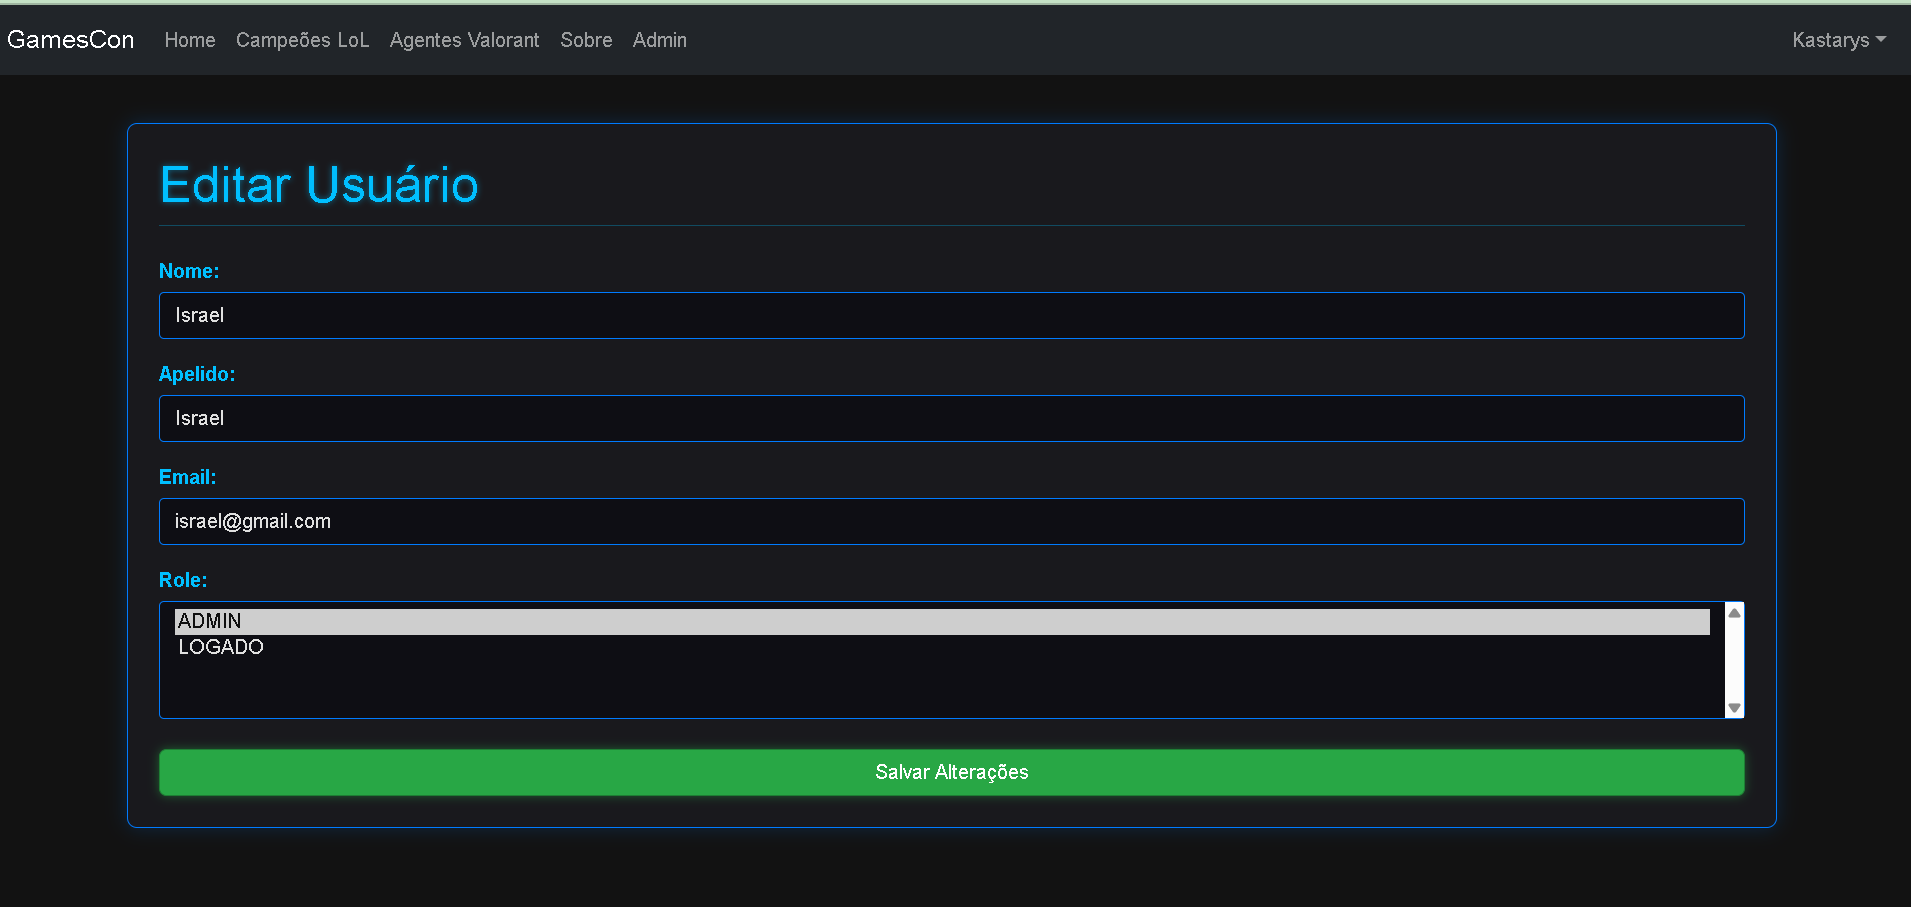 GamesCon Home Campeões LoL Agentes Valorant Sobre Admin Kastarys
Editar Usuário
Nome:
Israel
Apelido:
Israel
Email:
israel@gmail.com
Role:
ADMIN
LOGADO
Salvar Alterações